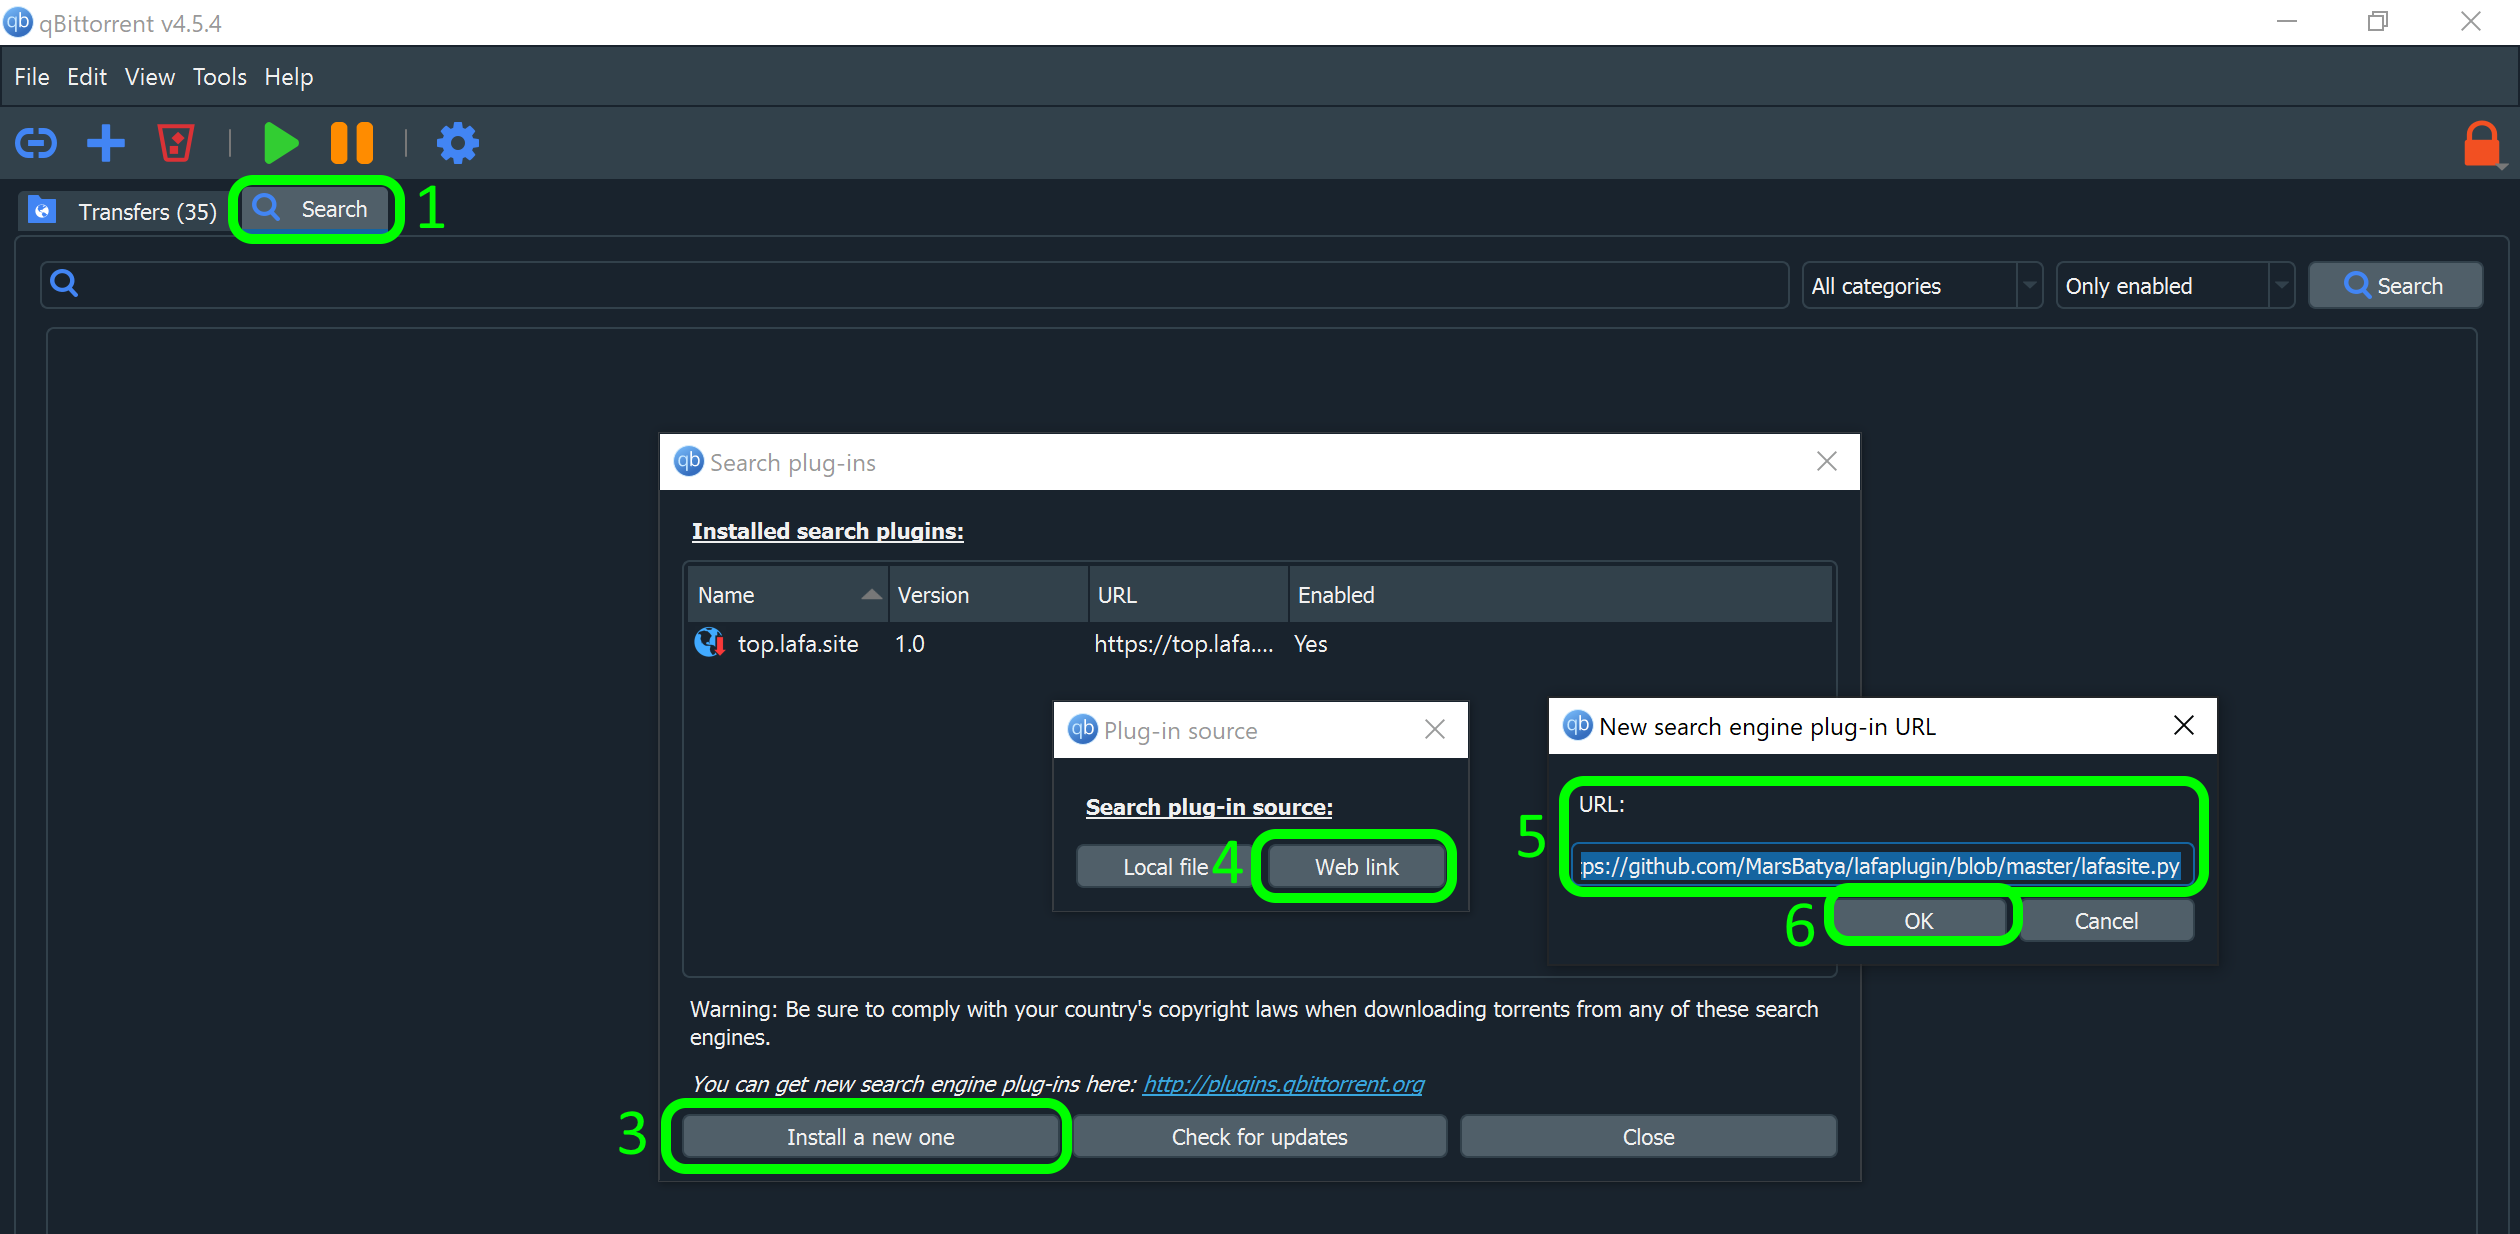 qb qBittorrent v4.5.4
File Edit View Tools Help
Transfers (35) Search 1
All categories Only enabled Search
qb Search plug-ins
Installed search plugins:
Name Version URL Enabled
top.lafa.site 1.0 https://top.lafa.... Yes
qb Plug-in source
Search plug-in source:
Local file 4 Web link
qb New search engine plug-in URL
URL:
5
:ps://github.com/MarsBatya/lafaplugin/blob/master/lafasite.py
6 OK Cancel
Warning: Be sure to comply with your country's copyright laws when downloading torrents from any of these search
engines.
You can get new search engine plug-ins here: http://plugins.qbittorrent.org
3 Install a new one Check for updates Close